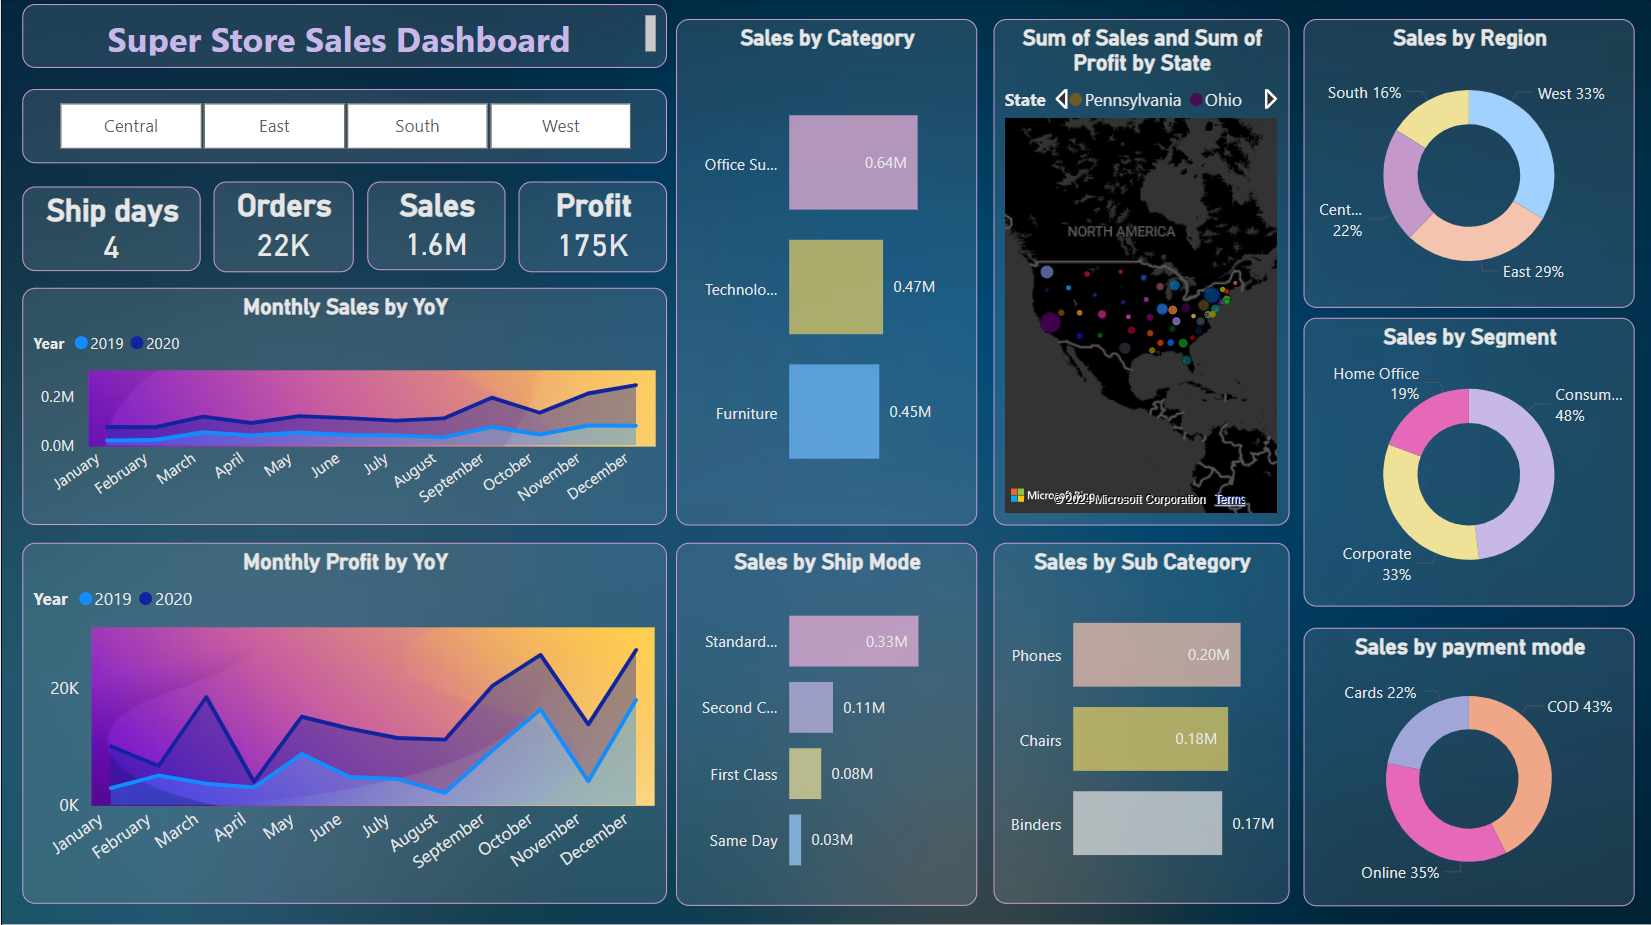 Super Store Sales Dashboard
Central
East
South
West
Ship days
4
Orders
22K
Sales
1.6M
Profit
175K
Monthly Sales by YoY
Year 2019 2020
0.2M
0.0M
January
February
March
April
May
June
July
August
September
October
November
December
Monthly Profit by YoY
Year 2019 2020
20K
0K
January
February
March
April
May
June
July
August
September
October
November
December
Sales by Category
Office Su...
0.64M
Technolo...
0.47M
Furniture
0.45M
Sales by Ship Mode
Standard...
0.33M
Second C...
0.11M
First Class
0.08M
Same Day
0.03M
Sum of Sales and Sum of
Profit by State
State Pennsylvania Ohio
NORTH AMERICA
Microsoft Bing
© 2024 Microsoft Corporation Terms
Sales by Sub Category
Phones
0.20M
Chairs
0.18M
Binders
0.17M
Sales by Region
South 16%
West 33%
Cent...
22%
East 29%
Sales by Segment
Home Office
19%
Consum...
48%
Corporate
33%
Sales by payment mode
Cards 22%
COD 43%
Online 35%